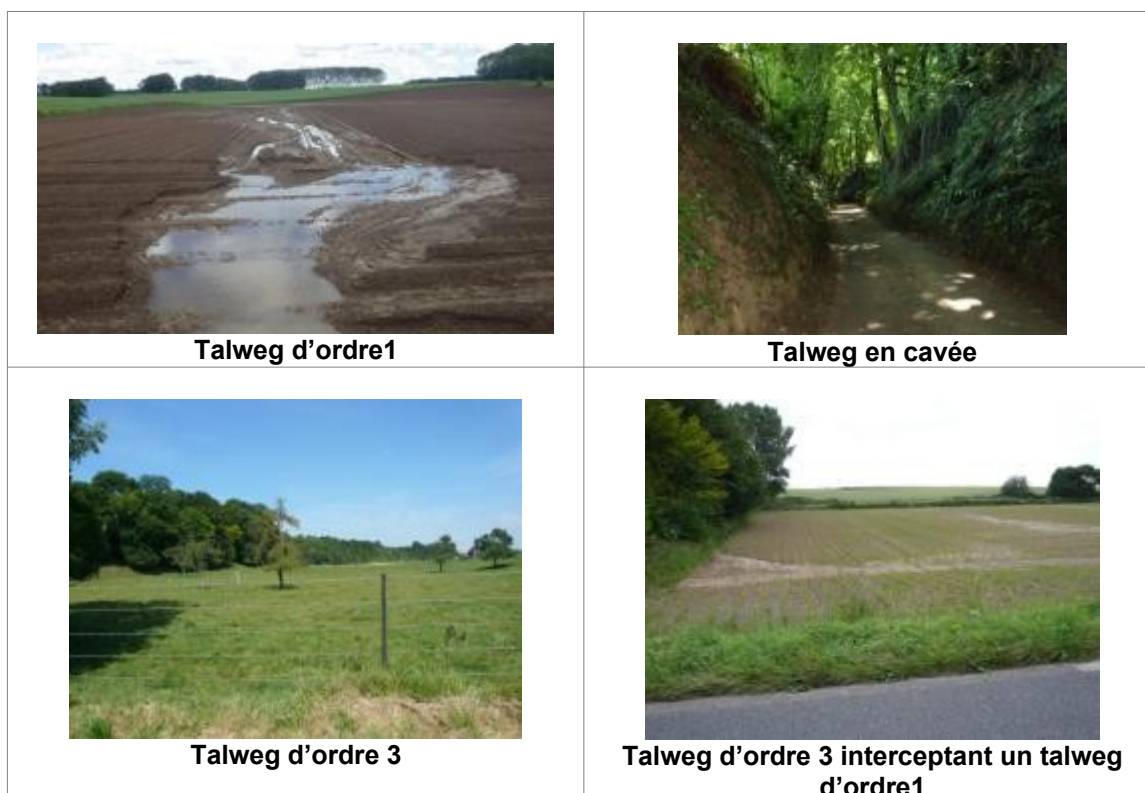 Talweg d’ordre1
Talweg en cavée
Talweg d’ordre 3
Talweg d’ordre 3 interceptant un talweg
d’ordre1